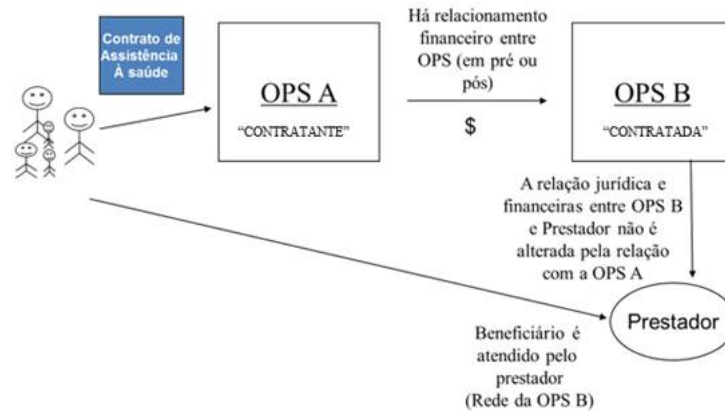 Contrato de
Assistência
À saúde
OPS A
“CONTRATANTE”
Há relacionamento
financeiro entre
OPS (em pré ou
pós)
$
OPS B
“CONTRATADA”
A relação jurídica e
financeiras entre OPS B
e Prestador não é
alterada pela relação
com a OPS A
Prestador
Beneficiário é
atendido pelo
prestador
(Rede da OPS B)